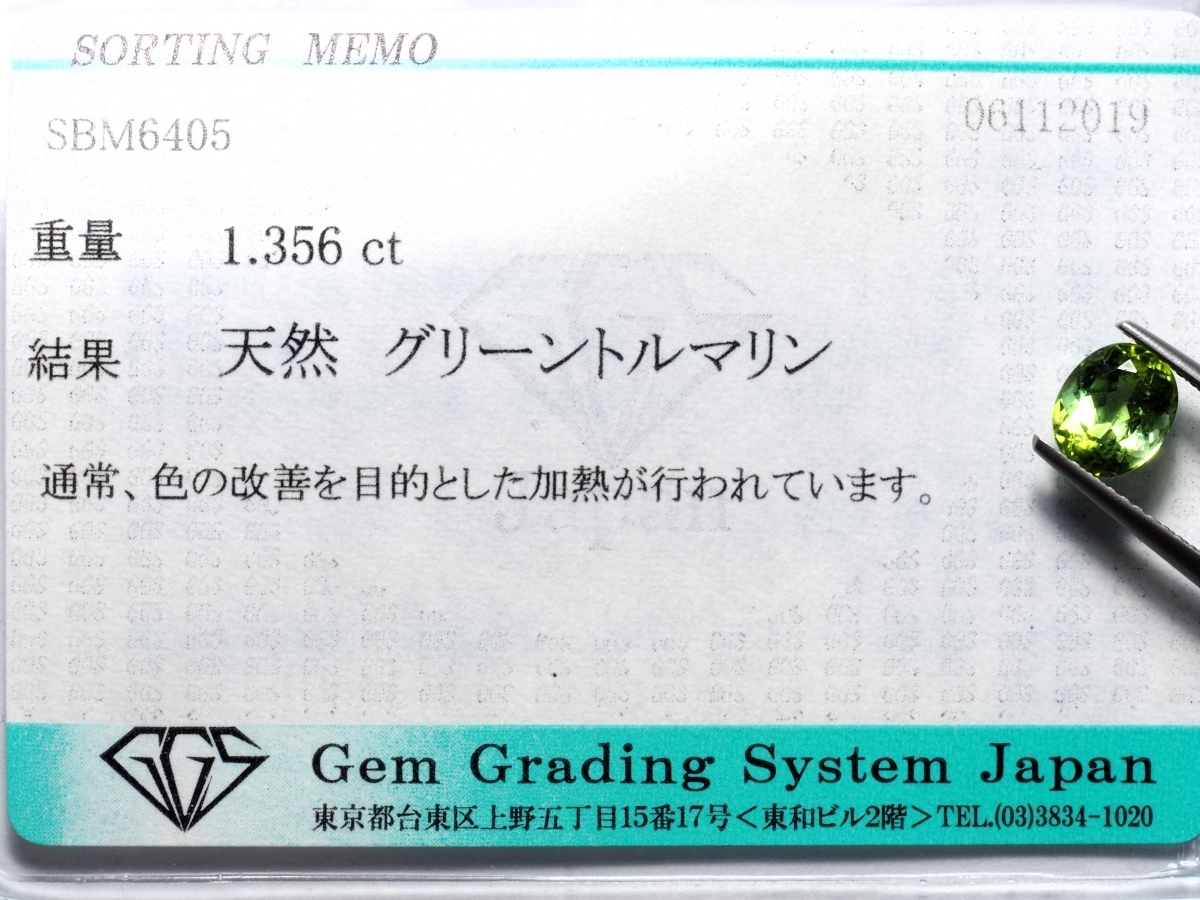 SORTING MEMO
SBM6405 06112019
重量 1.356 ct
結果 天然 グリーントルマリン
通常、色の改善を目的とした加熱が行われています。
Japan
GGS Gem Grading System Japan
東京都台東区上野五丁目15番17号<東和ビル2階>TEL.(03)3834-1020